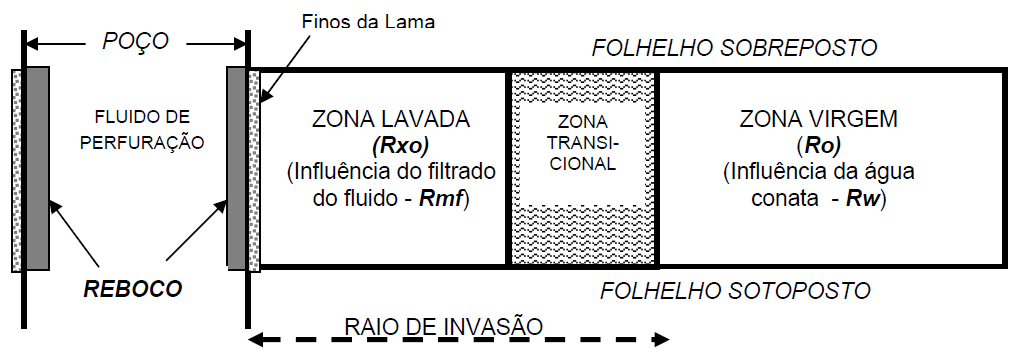 Finos da Lama
POÇO
FOLHELHO SOBREPOSTO
FLUIDO DE
PERFURAÇÃO
ZONA LAVADA
(Rxo)
(Influência do filtrado
do fluido - Rmf)
ZONA
TRANSI-
CIONAL
ZONA VIRGEM
(Ro)
(Influência da água
conata - Rw)
REBOCO
FOLHELHO SOTOPOSTO
RAIO DE INVASÃO